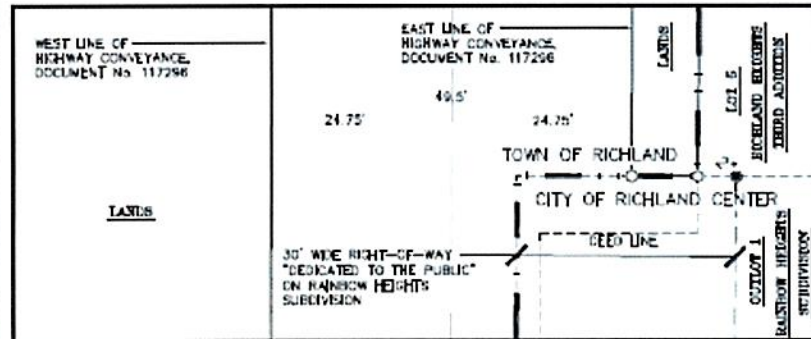 WEST LINE OF
HIGHWAY CONVEYANCE,
DOCUMENT No. 117296
EAST LINE OF
HIGHWAY CONVEYANCE,
DOCUMENT No. 117296
LANDS
LOT 5
RICHLAND HEIGHTS
THIRD ADDITION
49.5'
24.75'
24.75'
TOWN OF RICHLAND
CITY OF RICHLAND CENTER
LANDS
DEED LINE
30' WIDE RIGHT-OF-WAY
"DEDICATED TO THE PUBLIC"
ON RAINBOW HEIGHTS
SUBDIVISION
OUTLOT 1
RAINBOW HEIGHTS
SUBDIVISION